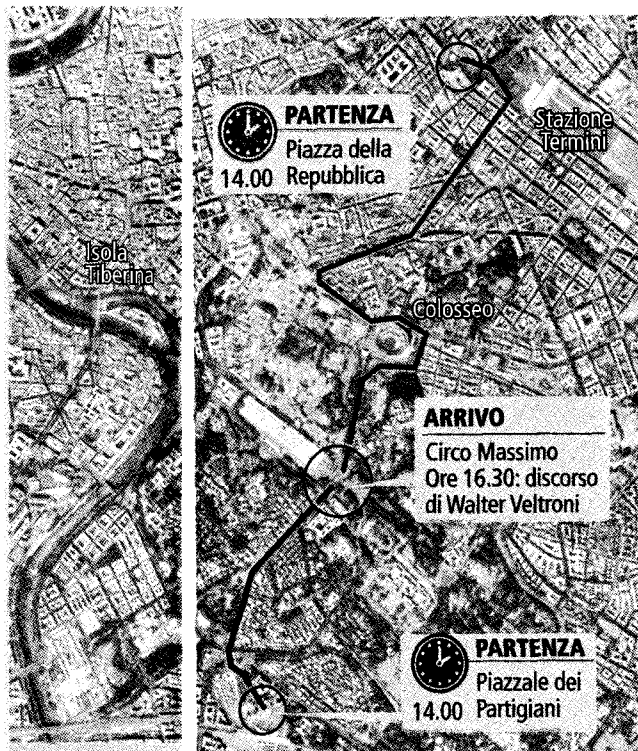 PARTENZA
Piazza della
14.00 Repubblica
Stazione
Termini
Isola
Tiberina
Colosseo
ARRIVO
Circo Massimo
Ore 16.30: discorso
di Walter Veltroni
PARTENZA
Piazzale dei
14.00 Partigiani